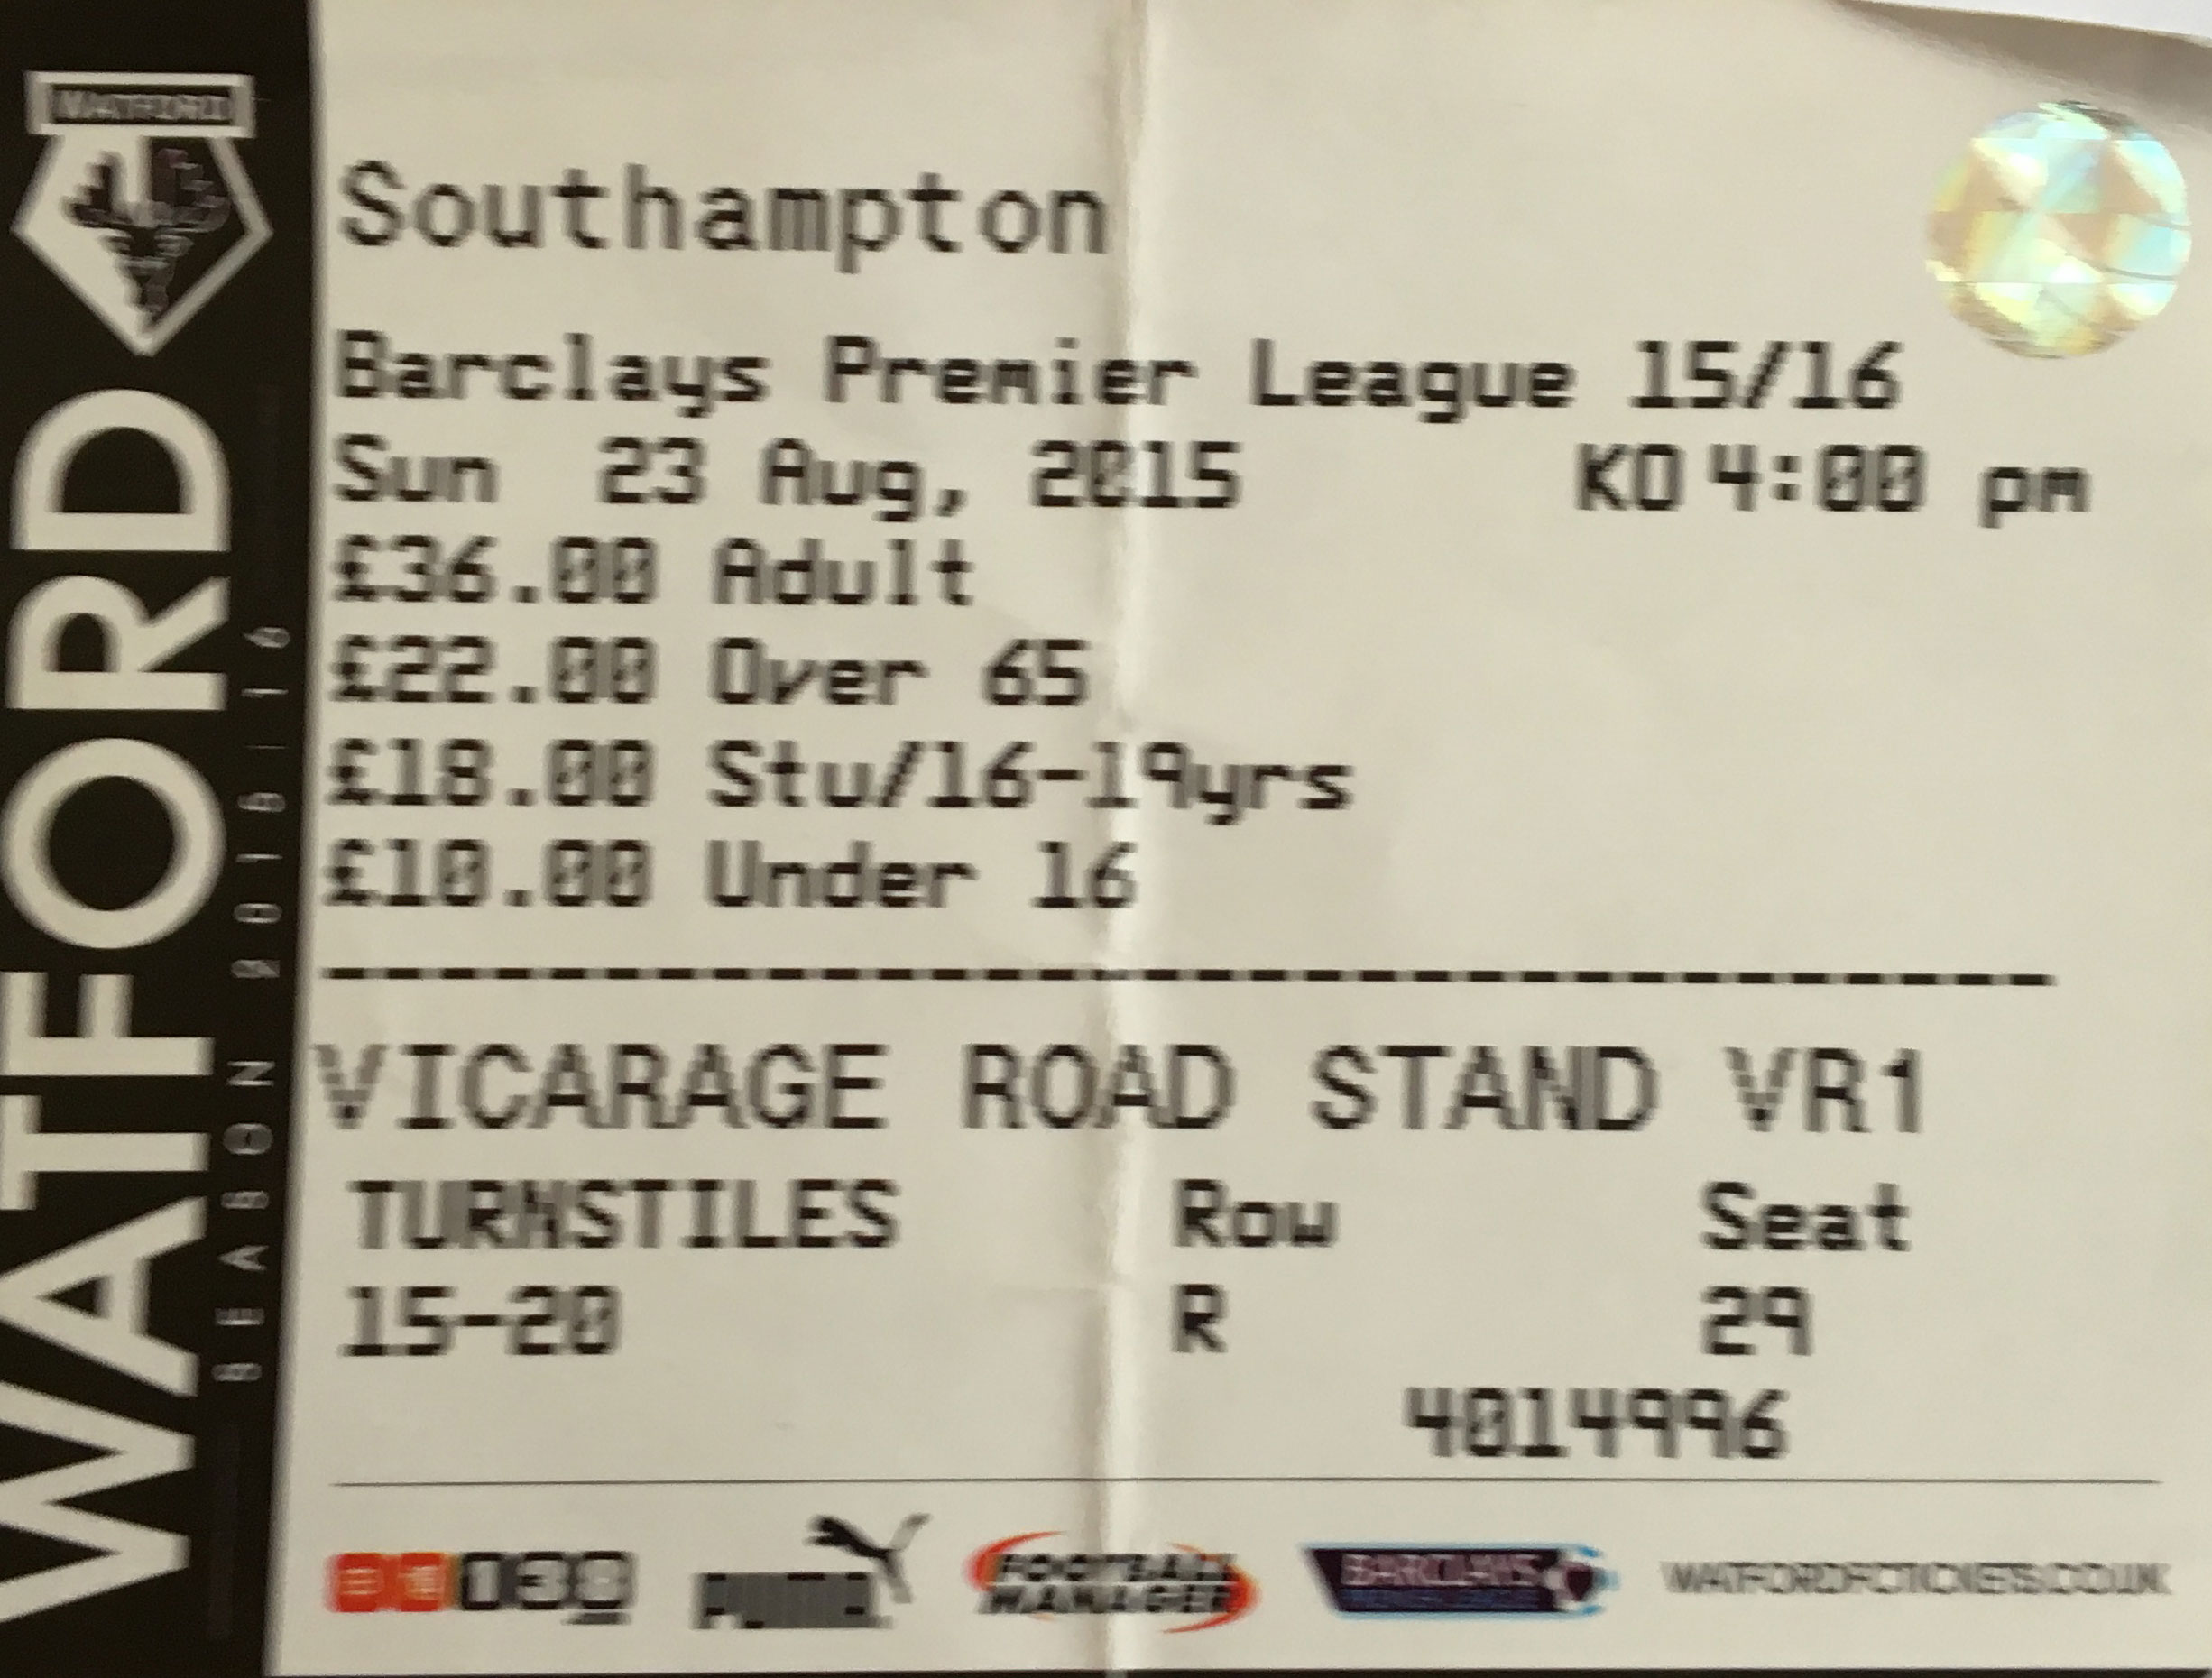 WATFORD
WATFORD
SEASON 2015-16
Southampton
Barclays Premier League 15/16
Sun 23 Aug, 2015 KO 4:00 pm
£36.00 Adult
£22.00 Over 65
£18.00 Stu/16-19yrs
£10.00 Under 16
VICARAGE ROAD STAND VR1
TURNSTILES Row Seat
15-20 R 29
4014996
138 PUMA FOOTBALL MANAGER BARCLAYS WATFORDFCTICKETS.CO.UK